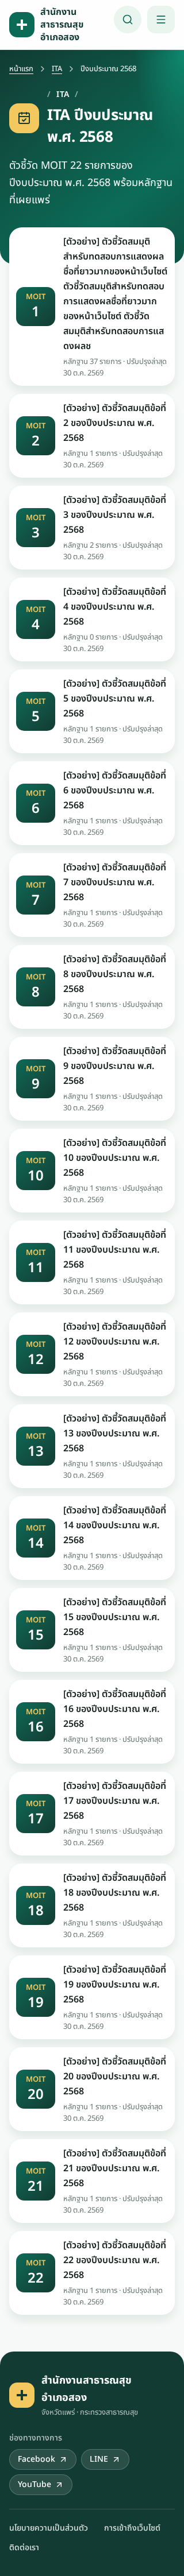 สำนักงานสาธารณสุข
อำเภอสอง
หน้าแรก
ITA
ปีงบประมาณ 2568
/ ITA /
ITA ปีงบประมาณ
พ.ศ. 2568
ตัวชี้วัด MOIT 22 รายการของ
ปีงบประมาณ พ.ศ. 2568 พร้อมหลักฐาน
ที่เผยแพร่
MOIT
1
[ตัวอย่าง] ตัวชี้วัดสมมุติ
สำหรับทดสอบการแสดงผล
ชื่อที่ยาวมากของหน้าเว็บไซต์
ตัวชี้วัดสมมุติสำหรับทดสอบ
การแสดงผลชื่อที่ยาวมาก
ของหน้าเว็บไซต์ ตัวชี้วัด
สมมุติสำหรับทดสอบการแส
ดงผลช
หลักฐาน 37 รายการ · ปรับปรุงล่าสุด
30 ต.ค. 2569
MOIT
2
[ตัวอย่าง] ตัวชี้วัดสมมุติข้อที่
2 ของปีงบประมาณ พ.ศ.
2568
หลักฐาน 1 รายการ · ปรับปรุงล่าสุด
30 ต.ค. 2569
MOIT
3
[ตัวอย่าง] ตัวชี้วัดสมมุติข้อที่
3 ของปีงบประมาณ พ.ศ.
2568
หลักฐาน 2 รายการ · ปรับปรุงล่าสุด
30 ต.ค. 2569
MOIT
4
[ตัวอย่าง] ตัวชี้วัดสมมุติข้อที่
4 ของปีงบประมาณ พ.ศ.
2568
หลักฐาน 0 รายการ · ปรับปรุงล่าสุด
30 ต.ค. 2569
MOIT
5
[ตัวอย่าง] ตัวชี้วัดสมมุติข้อที่
5 ของปีงบประมาณ พ.ศ.
2568
หลักฐาน 1 รายการ · ปรับปรุงล่าสุด
30 ต.ค. 2569
MOIT
6
[ตัวอย่าง] ตัวชี้วัดสมมุติข้อที่
6 ของปีงบประมาณ พ.ศ.
2568
หลักฐาน 1 รายการ · ปรับปรุงล่าสุด
30 ต.ค. 2569
MOIT
7
[ตัวอย่าง] ตัวชี้วัดสมมุติข้อที่
7 ของปีงบประมาณ พ.ศ.
2568
หลักฐาน 1 รายการ · ปรับปรุงล่าสุด
30 ต.ค. 2569
MOIT
8
[ตัวอย่าง] ตัวชี้วัดสมมุติข้อที่
8 ของปีงบประมาณ พ.ศ.
2568
หลักฐาน 1 รายการ · ปรับปรุงล่าสุด
30 ต.ค. 2569
MOIT
9
[ตัวอย่าง] ตัวชี้วัดสมมุติข้อที่
9 ของปีงบประมาณ พ.ศ.
2568
หลักฐาน 1 รายการ · ปรับปรุงล่าสุด
30 ต.ค. 2569
MOIT
10
[ตัวอย่าง] ตัวชี้วัดสมมุติข้อที่
10 ของปีงบประมาณ พ.ศ.
2568
หลักฐาน 1 รายการ · ปรับปรุงล่าสุด
30 ต.ค. 2569
MOIT
11
[ตัวอย่าง] ตัวชี้วัดสมมุติข้อที่
11 ของปีงบประมาณ พ.ศ.
2568
หลักฐาน 1 รายการ · ปรับปรุงล่าสุด
30 ต.ค. 2569
MOIT
12
[ตัวอย่าง] ตัวชี้วัดสมมุติข้อที่
12 ของปีงบประมาณ พ.ศ.
2568
หลักฐาน 1 รายการ · ปรับปรุงล่าสุด
30 ต.ค. 2569
MOIT
13
[ตัวอย่าง] ตัวชี้วัดสมมุติข้อที่
13 ของปีงบประมาณ พ.ศ.
2568
หลักฐาน 1 รายการ · ปรับปรุงล่าสุด
30 ต.ค. 2569
MOIT
14
[ตัวอย่าง] ตัวชี้วัดสมมุติข้อที่
14 ของปีงบประมาณ พ.ศ.
2568
หลักฐาน 1 รายการ · ปรับปรุงล่าสุด
30 ต.ค. 2569
MOIT
15
[ตัวอย่าง] ตัวชี้วัดสมมุติข้อที่
15 ของปีงบประมาณ พ.ศ.
2568
หลักฐาน 1 รายการ · ปรับปรุงล่าสุด
30 ต.ค. 2569
MOIT
16
[ตัวอย่าง] ตัวชี้วัดสมมุติข้อที่
16 ของปีงบประมาณ พ.ศ.
2568
หลักฐาน 1 รายการ · ปรับปรุงล่าสุด
30 ต.ค. 2569
MOIT
17
[ตัวอย่าง] ตัวชี้วัดสมมุติข้อที่
17 ของปีงบประมาณ พ.ศ.
2568
หลักฐาน 1 รายการ · ปรับปรุงล่าสุด
30 ต.ค. 2569
MOIT
18
[ตัวอย่าง] ตัวชี้วัดสมมุติข้อที่
18 ของปีงบประมาณ พ.ศ.
2568
หลักฐาน 1 รายการ · ปรับปรุงล่าสุด
30 ต.ค. 2569
MOIT
19
[ตัวอย่าง] ตัวชี้วัดสมมุติข้อที่
19 ของปีงบประมาณ พ.ศ.
2568
หลักฐาน 1 รายการ · ปรับปรุงล่าสุด
30 ต.ค. 2569
MOIT
20
[ตัวอย่าง] ตัวชี้วัดสมมุติข้อที่
20 ของปีงบประมาณ พ.ศ.
2568
หลักฐาน 1 รายการ · ปรับปรุงล่าสุด
30 ต.ค. 2569
MOIT
21
[ตัวอย่าง] ตัวชี้วัดสมมุติข้อที่
21 ของปีงบประมาณ พ.ศ.
2568
หลักฐาน 1 รายการ · ปรับปรุงล่าสุด
30 ต.ค. 2569
MOIT
22
[ตัวอย่าง] ตัวชี้วัดสมมุติข้อที่
22 ของปีงบประมาณ พ.ศ.
2568
หลักฐาน 1 รายการ · ปรับปรุงล่าสุด
30 ต.ค. 2569
สำนักงานสาธารณสุข
อำเภอสอง
จังหวัดแพร่ · กระทรวงสาธารณสุข
ช่องทางทางการ
Facebook
LINE
YouTube
นโยบายความเป็นส่วนตัว
การเข้าถึงเว็บไซต์
ติดต่อเรา